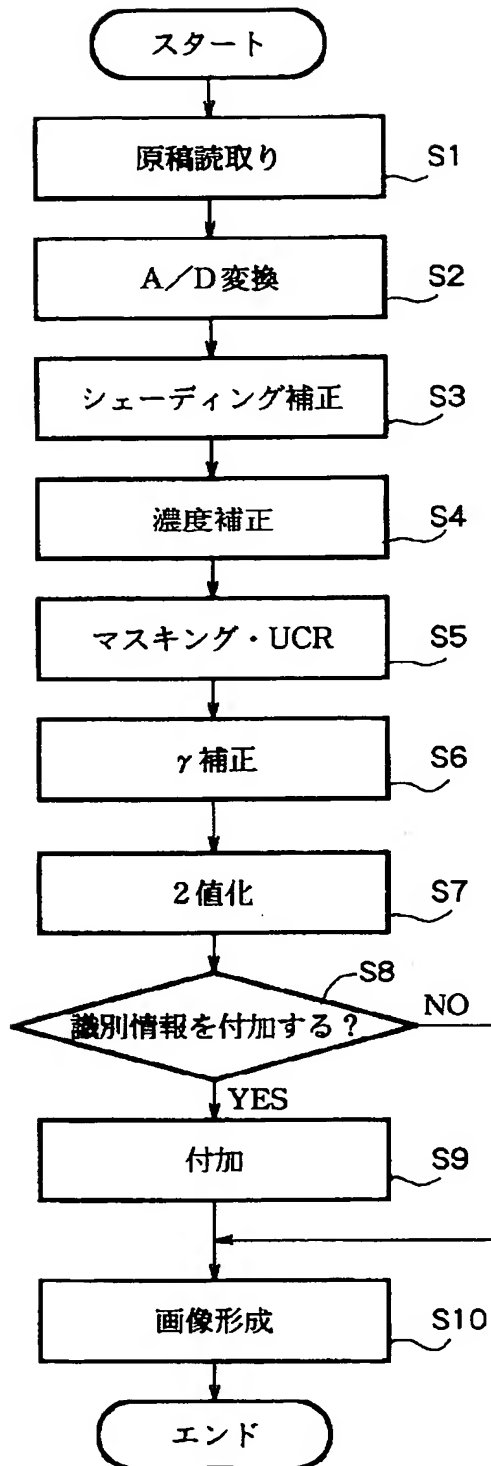 スタート
原稿読取り S1
A/D変換 S2
シェーディング補正 S3
濃度補正 S4
マスキング・UCR S5
γ補正 S6
2値化 S7
S8
識別情報を付加する? NO
YES
付加 S9
画像形成 S10
エンド